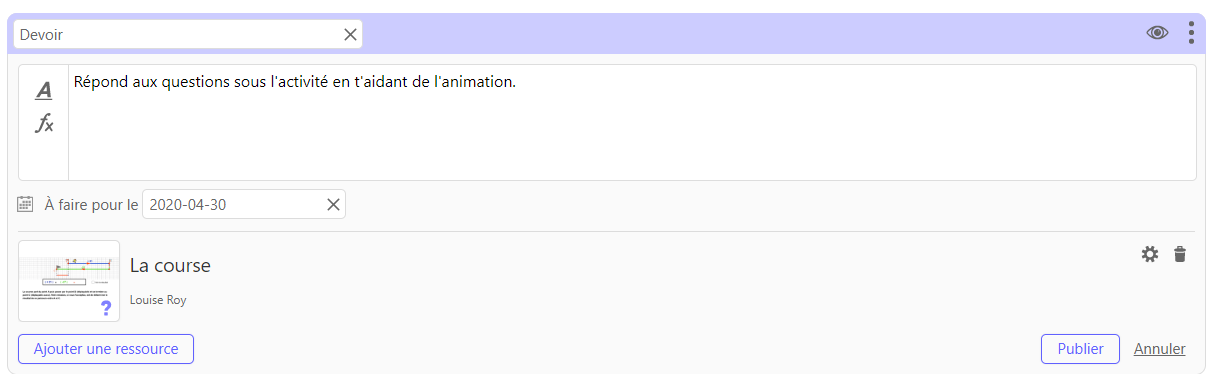 Devoir
A
Répond aux questions sous l'activité en t'aidant de l'animation.
fx
À faire pour le 2020-04-30
La course
?
Louise Roy
Ajouter une ressource
Publier Annuler